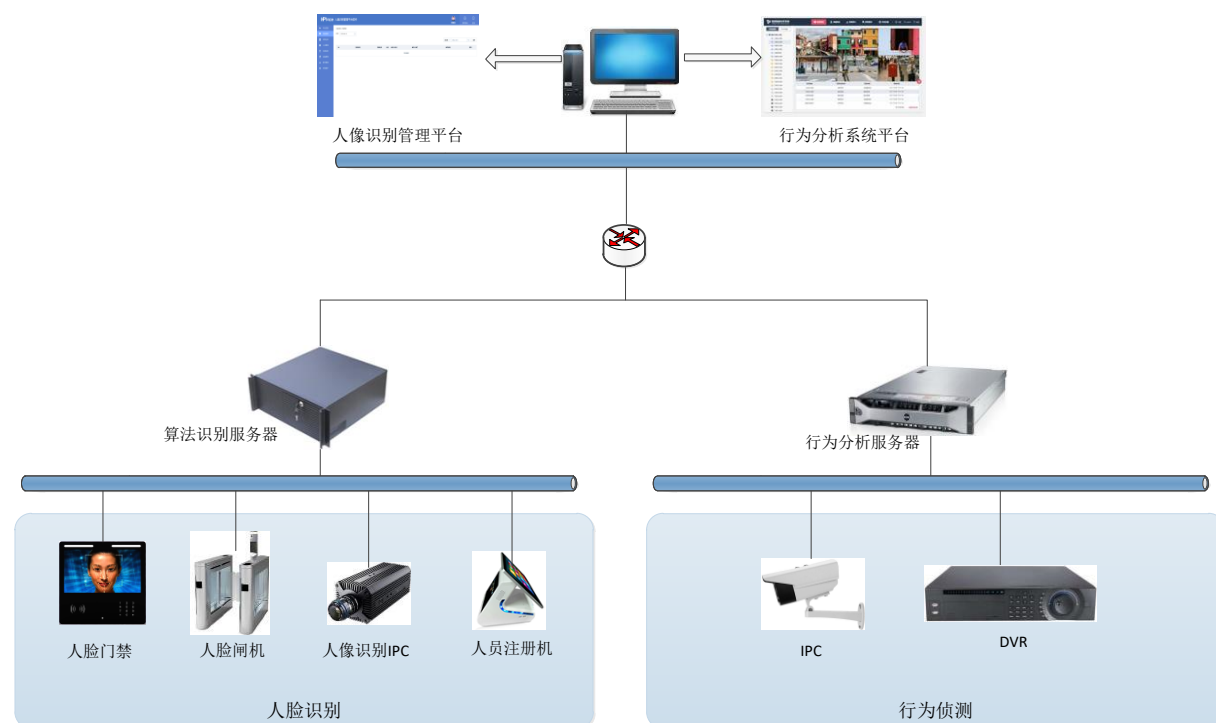 人像识别管理平台
行为分析系统平台
算法识别服务器
行为分析服务器
人脸门禁
人脸闸机
人像识别IPC
人员注册机
IPC
DVR
人脸识别
行为侦测